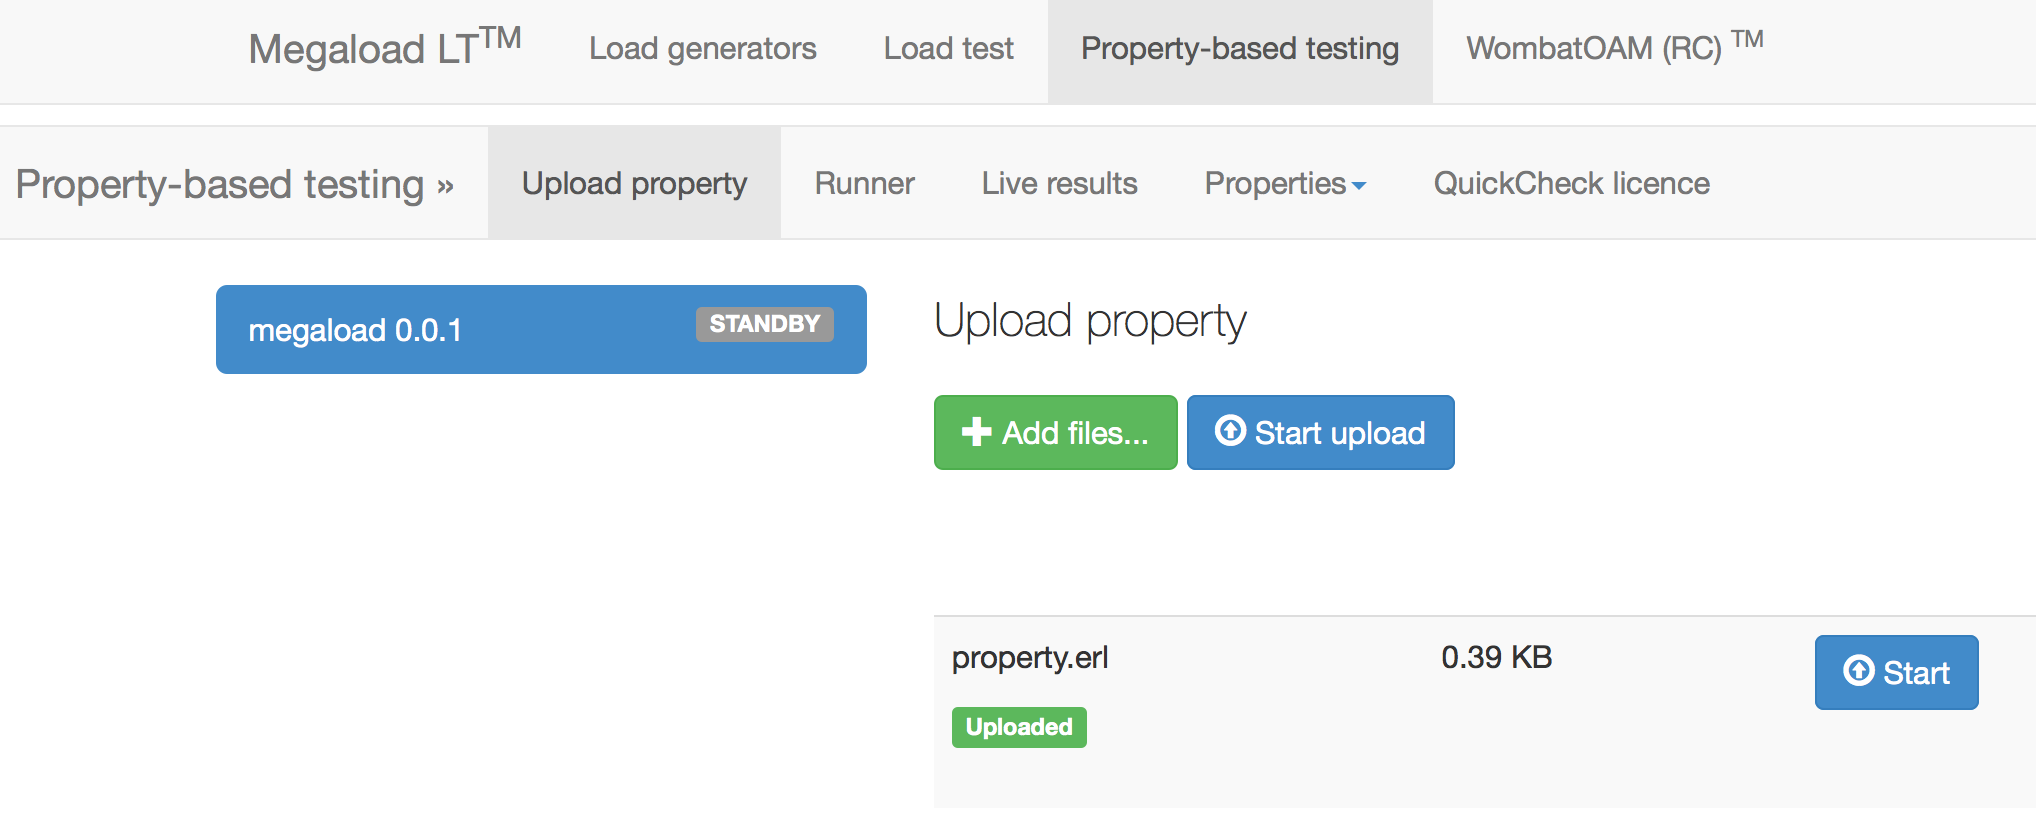 Megaload LT™ Load generators Load test Property-based testing WombatOAM (RC) ™
Property-based testing » Upload property Runner Live results Properties QuickCheck licence
megaload 0.0.1 STANDBY
Upload property
Add files... Start upload
property.erl 0.39 KB Start
Uploaded